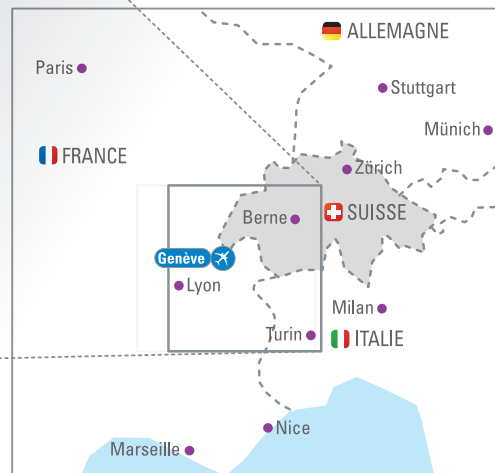 ALLEMAGNE
Paris
Stuttgart
Münich
FRANCE
Zürich
Berne
SUISSE
Genève
Lyon
Milan
Turin
ITALIE
Nice
Marseille